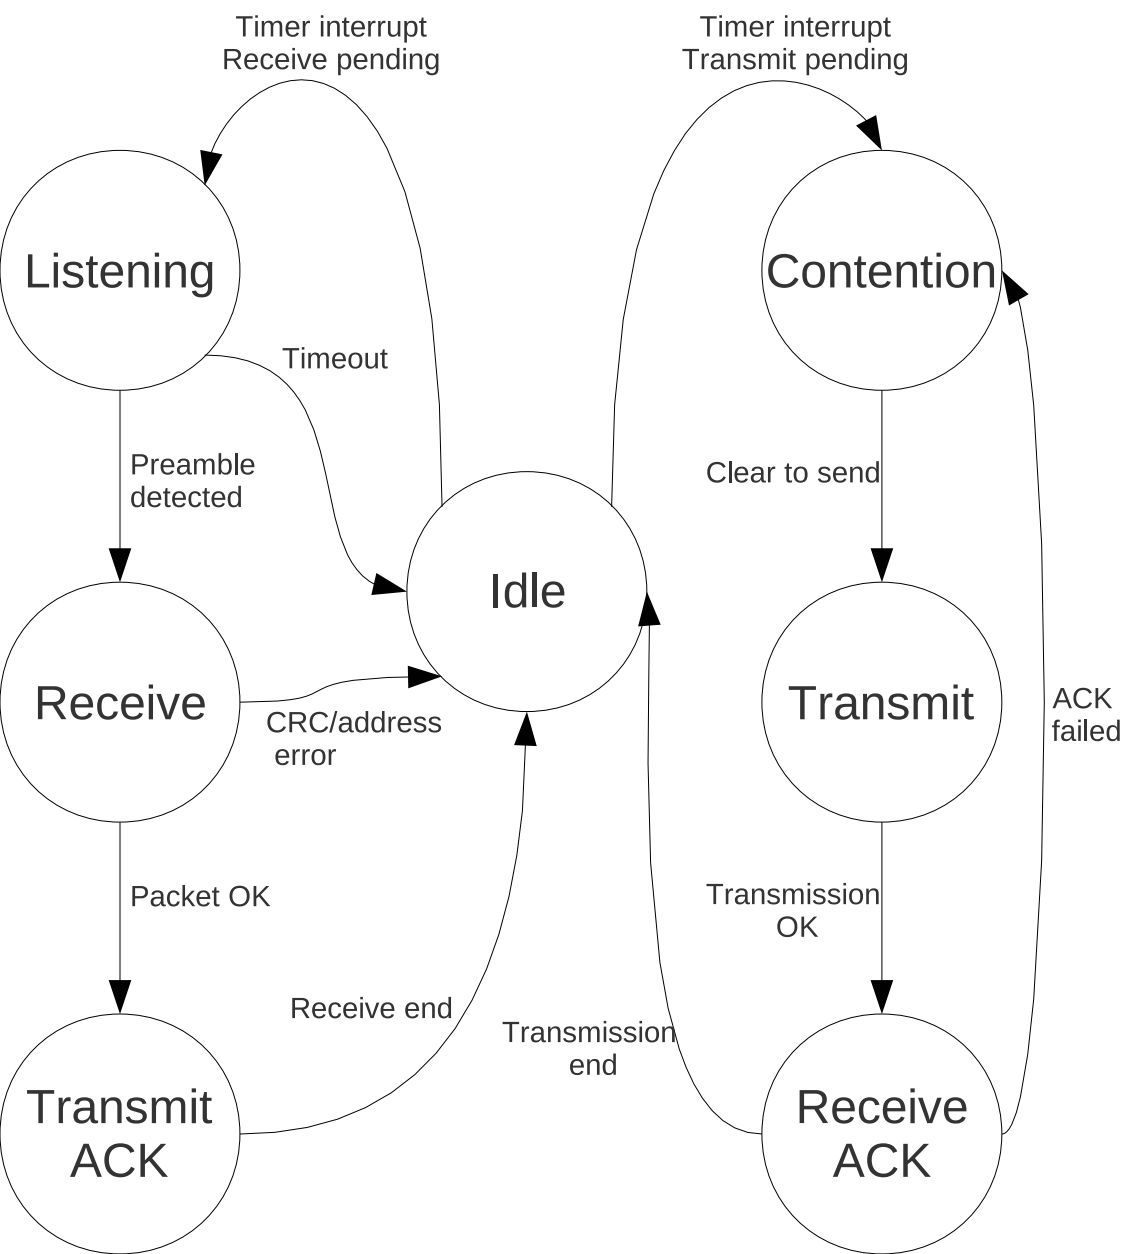 Timer interrupt
Receive pending
Timer interrupt
Transmit pending
Listening
Contention
Timeout
Preamble
detected
Clear to send
Idle
Receive
CRC/address
error
Transmit
ACK
failed
Packet OK
Transmission
OK
Receive end
Transmission
end
Transmit
ACK
Receive
ACK